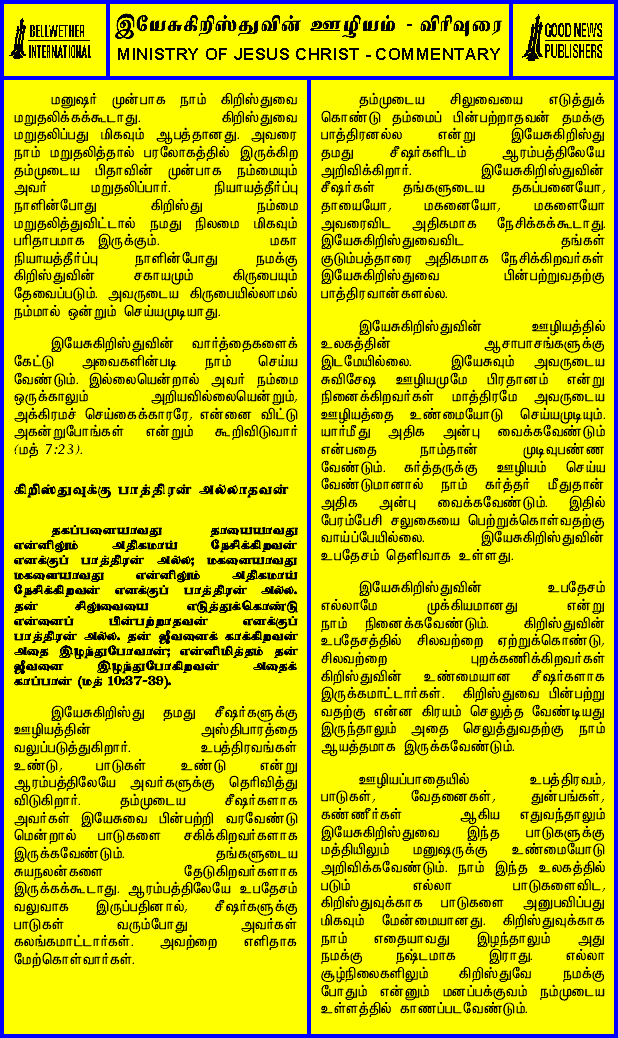 BELLWETHER
INTERNATIONAL
இயேசுகிறிஸ்துவின் ஊழியம் - விரிவுரை
MINISTRY OF JESUS CHRIST - COMMENTARY
GOOD NEWS
PUBLISHERS
மனுஷர் முன்பாக நாம் கிறிஸ்துவை
மறுதலிக்கக்கூடாது. கிறிஸ்துவை
மறுதலிப்பது மிகவும் ஆபத்தானது. அவரை
நாம் மறுதலித்தால் பரலோகத்தில் இருக்கிற
தம்முடைய பிதாவின் முன்பாக நம்மையும்
அவர் மறுதலிப்பார். நியாயத்தீர்ப்பு
நாளின்போது கிறிஸ்து நம்மை
மறுதலித்துவிட்டால் நமது நிலமை மிகவும்
பரிதாபமாக இருக்கும். மகா
நியாயத்தீர்ப்பு நாளின்போது நமக்கு
கிறிஸ்துவின் சகாயமும் கிருபையும்
தேவைப்படும். அவருடைய கிருபையில்லாமல்
நம்மால் ஒன்றும் செய்யமுடியாது.
இயேசுகிறிஸ்துவின் வார்த்தைகளைக்
கேட்டு அவைகளின்படி நாம் செய்ய
வேண்டும். இல்லையென்றால் அவர் நம்மை
ஒருக்காலும் அறியவில்லையென்றும்,
அக்கிரமச் செய்கைக்காரரே, என்னை விட்டு
அகன்றுபோங்கள் என்றும் கூறிவிடுவார்
(மத் 7:23).
கிறிஸ்துவுக்கு பாத்திரன் அல்லாதவன்
தகப்பனையாவது தாயையாவது
என்னிலும் அதிகமாய் நேசிக்கிறவன்
எனக்குப் பாத்திரன் அல்ல; மகனையாவது
மகளையாவது என்னிலும் அதிகமாய்
நேசிக்கிறவன் எனக்குப் பாத்திரன் அல்ல.
தன் சிலுவையை எடுத்துக்கொண்டு
என்னைப் பின்பற்றாதவன் எனக்குப்
பாத்திரன் அல்ல. தன் ஜீவனைக் காக்கிறவன்
அதை இழந்துபோவான்; என்னிமித்தம் தன்
ஜீவனை இழந்துபோகிறவன் அதைக்
காப்பான் (மத் 10:37-39).
இயேசுகிறிஸ்து தமது சீஷர்களுக்கு
ஊழியத்தின் அஸ்திபாரத்தை
வலுப்படுத்துகிறார். உபத்திரவங்கள்
உண்டு, பாடுகள் உண்டு என்று
ஆரம்பத்திலேயே அவர்களுக்கு தெரிவித்து
விடுகிறார். தம்முடைய சீஷர்களாக
அவர்கள் இயேசுவை பின்பற்றி வரவேண்டு
மென்றால் பாடுகளை சகிக்கிறவர்களாக
இருக்கவேண்டும். தங்களுடைய
சுயநலன்களை தேடுகிறவர்களாக
இருக்கக்கூடாது. ஆரம்பத்திலேயே உபதேசம்
வலுவாக இருப்பதினால், சீஷர்களுக்கு
பாடுகள் வரும்போது அவர்கள்
கலங்கமாட்டார்கள். அவற்றை எளிதாக
மேற்கொள்வார்கள்.
தம்முடைய சிலுவையை எடுத்துக்
கொண்டு தம்மைப் பின்பற்றாதவன் தமக்கு
பாத்திரனல்ல என்று இயேசுகிறிஸ்து
தமது சீஷர்களிடம் ஆரம்பத்திலேயே
அறிவிக்கிறார். இயேசுகிறிஸ்துவின்
சீஷர்கள் தங்களுடைய தகப்பனையோ,
தாயையோ, மகனையோ, மகளையோ
அவரைவிட அதிகமாக நேசிக்கக்கூடாது.
இயேசுகிறிஸ்துவைவிட தங்கள்
குடும்பத்தாரை அதிகமாக நேசிக்கிறவர்கள்
இயேசுகிறிஸ்துவை பின்பற்றுவதற்கு
பாத்திரவான்களல்ல.
இயேசுகிறிஸ்துவின் ஊழியத்தில்
உலகத்தின் ஆசாபாசங்களுக்கு
இடமேயில்லை. இயேசுவும் அவருடைய
சுவிசேஷ ஊழியமுமே பிரதானம் என்று
நினைக்கிறவர்கள் மாத்திரமே அவருடைய
ஊழியத்தை உண்மையோடு செய்யமுடியும்.
யார்மீது அதிக அன்பு வைக்கவேண்டும்
என்பதை நாம்தான் முடிவுபண்ண
வேண்டும். கர்த்தருக்கு ஊழியம் செய்ய
வேண்டுமானால் நாம் கர்த்தர் மீதுதான்
அதிக அன்பு வைக்கவேண்டும். இதில்
பேரம்பேசி சலுகையை பெற்றுக்கொள்வதற்கு
வாய்ப்பேயில்லை. இயேசுகிறிஸ்துவின்
உபதேசம் தெளிவாக உள்ளது.
இயேசுகிறிஸ்துவின் உபதேசம்
எல்லாமே முக்கியமானது என்று
நாம் நினைக்கவேண்டும். கிறிஸ்துவின்
உபதேசத்தில் சிலவற்றை ஏற்றுக்கொண்டு,
சிலவற்றை புறக்கணிக்கிறவர்கள்
கிறிஸ்துவின் உண்மையான சீஷர்களாக
இருக்கமாட்டார்கள். கிறிஸ்துவை பின்பற்று
வதற்கு என்ன கிரயம் செலுத்த வேண்டியது
இருந்தாலும் அதை செலுத்துவதற்கு நாம்
ஆயத்தமாக இருக்கவேண்டும்.
ஊழியப்பாதையில் உபத்திரவம்,
பாடுகள், வேதனைகள், துன்பங்கள்,
கண்ணீர்கள் ஆகிய எதுவந்தாலும்
இயேசுகிறிஸ்துவை இந்த பாடுகளுக்கு
மத்தியிலும் மனுஷருக்கு உண்மையோடு
அறிவிக்கவேண்டும். நாம் இந்த உலகத்தில்
படும் எல்லா பாடுகளைவிட,
கிறிஸ்துவுக்காக பாடுகளை அனுபவிப்பது
மிகவும் மேன்மையானது. கிறிஸ்துவுக்காக
நாம் எதையாவது இழந்தாலும் அது
நமக்கு நஷ்டமாக இராது. எல்லா
சூழ்நிலைகளிலும் கிறிஸ்துவே நமக்கு
போதும் என்னும் மனப்பக்குவம் நம்முடைய
உள்ளத்தில் காணப்படவேண்டும்.